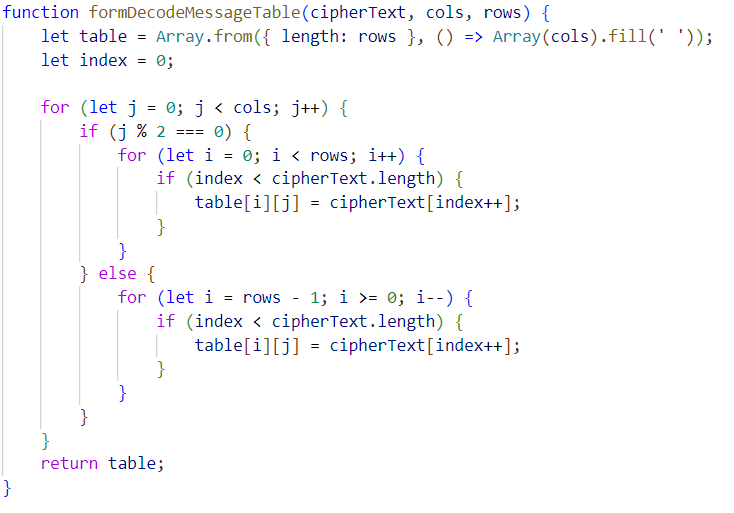 function formDecodeMessageTable(cipherText, cols, rows) {
    let table = Array.from({ length: rows }, () => Array(cols).fill(' '));
    let index = 0;

    for (let j = 0; j < cols; j++) {
        if (j % 2 === 0) {
            for (let i = 0; i < rows; i++) {
                if (index < cipherText.length) {
                    table[i][j] = cipherText[index++];
                }
            }
        } else {
            for (let i = rows - 1; i >= 0; i--) {
                if (index < cipherText.length) {
                    table[i][j] = cipherText[index++];
                }
            }
        }
    }
    return table;
}